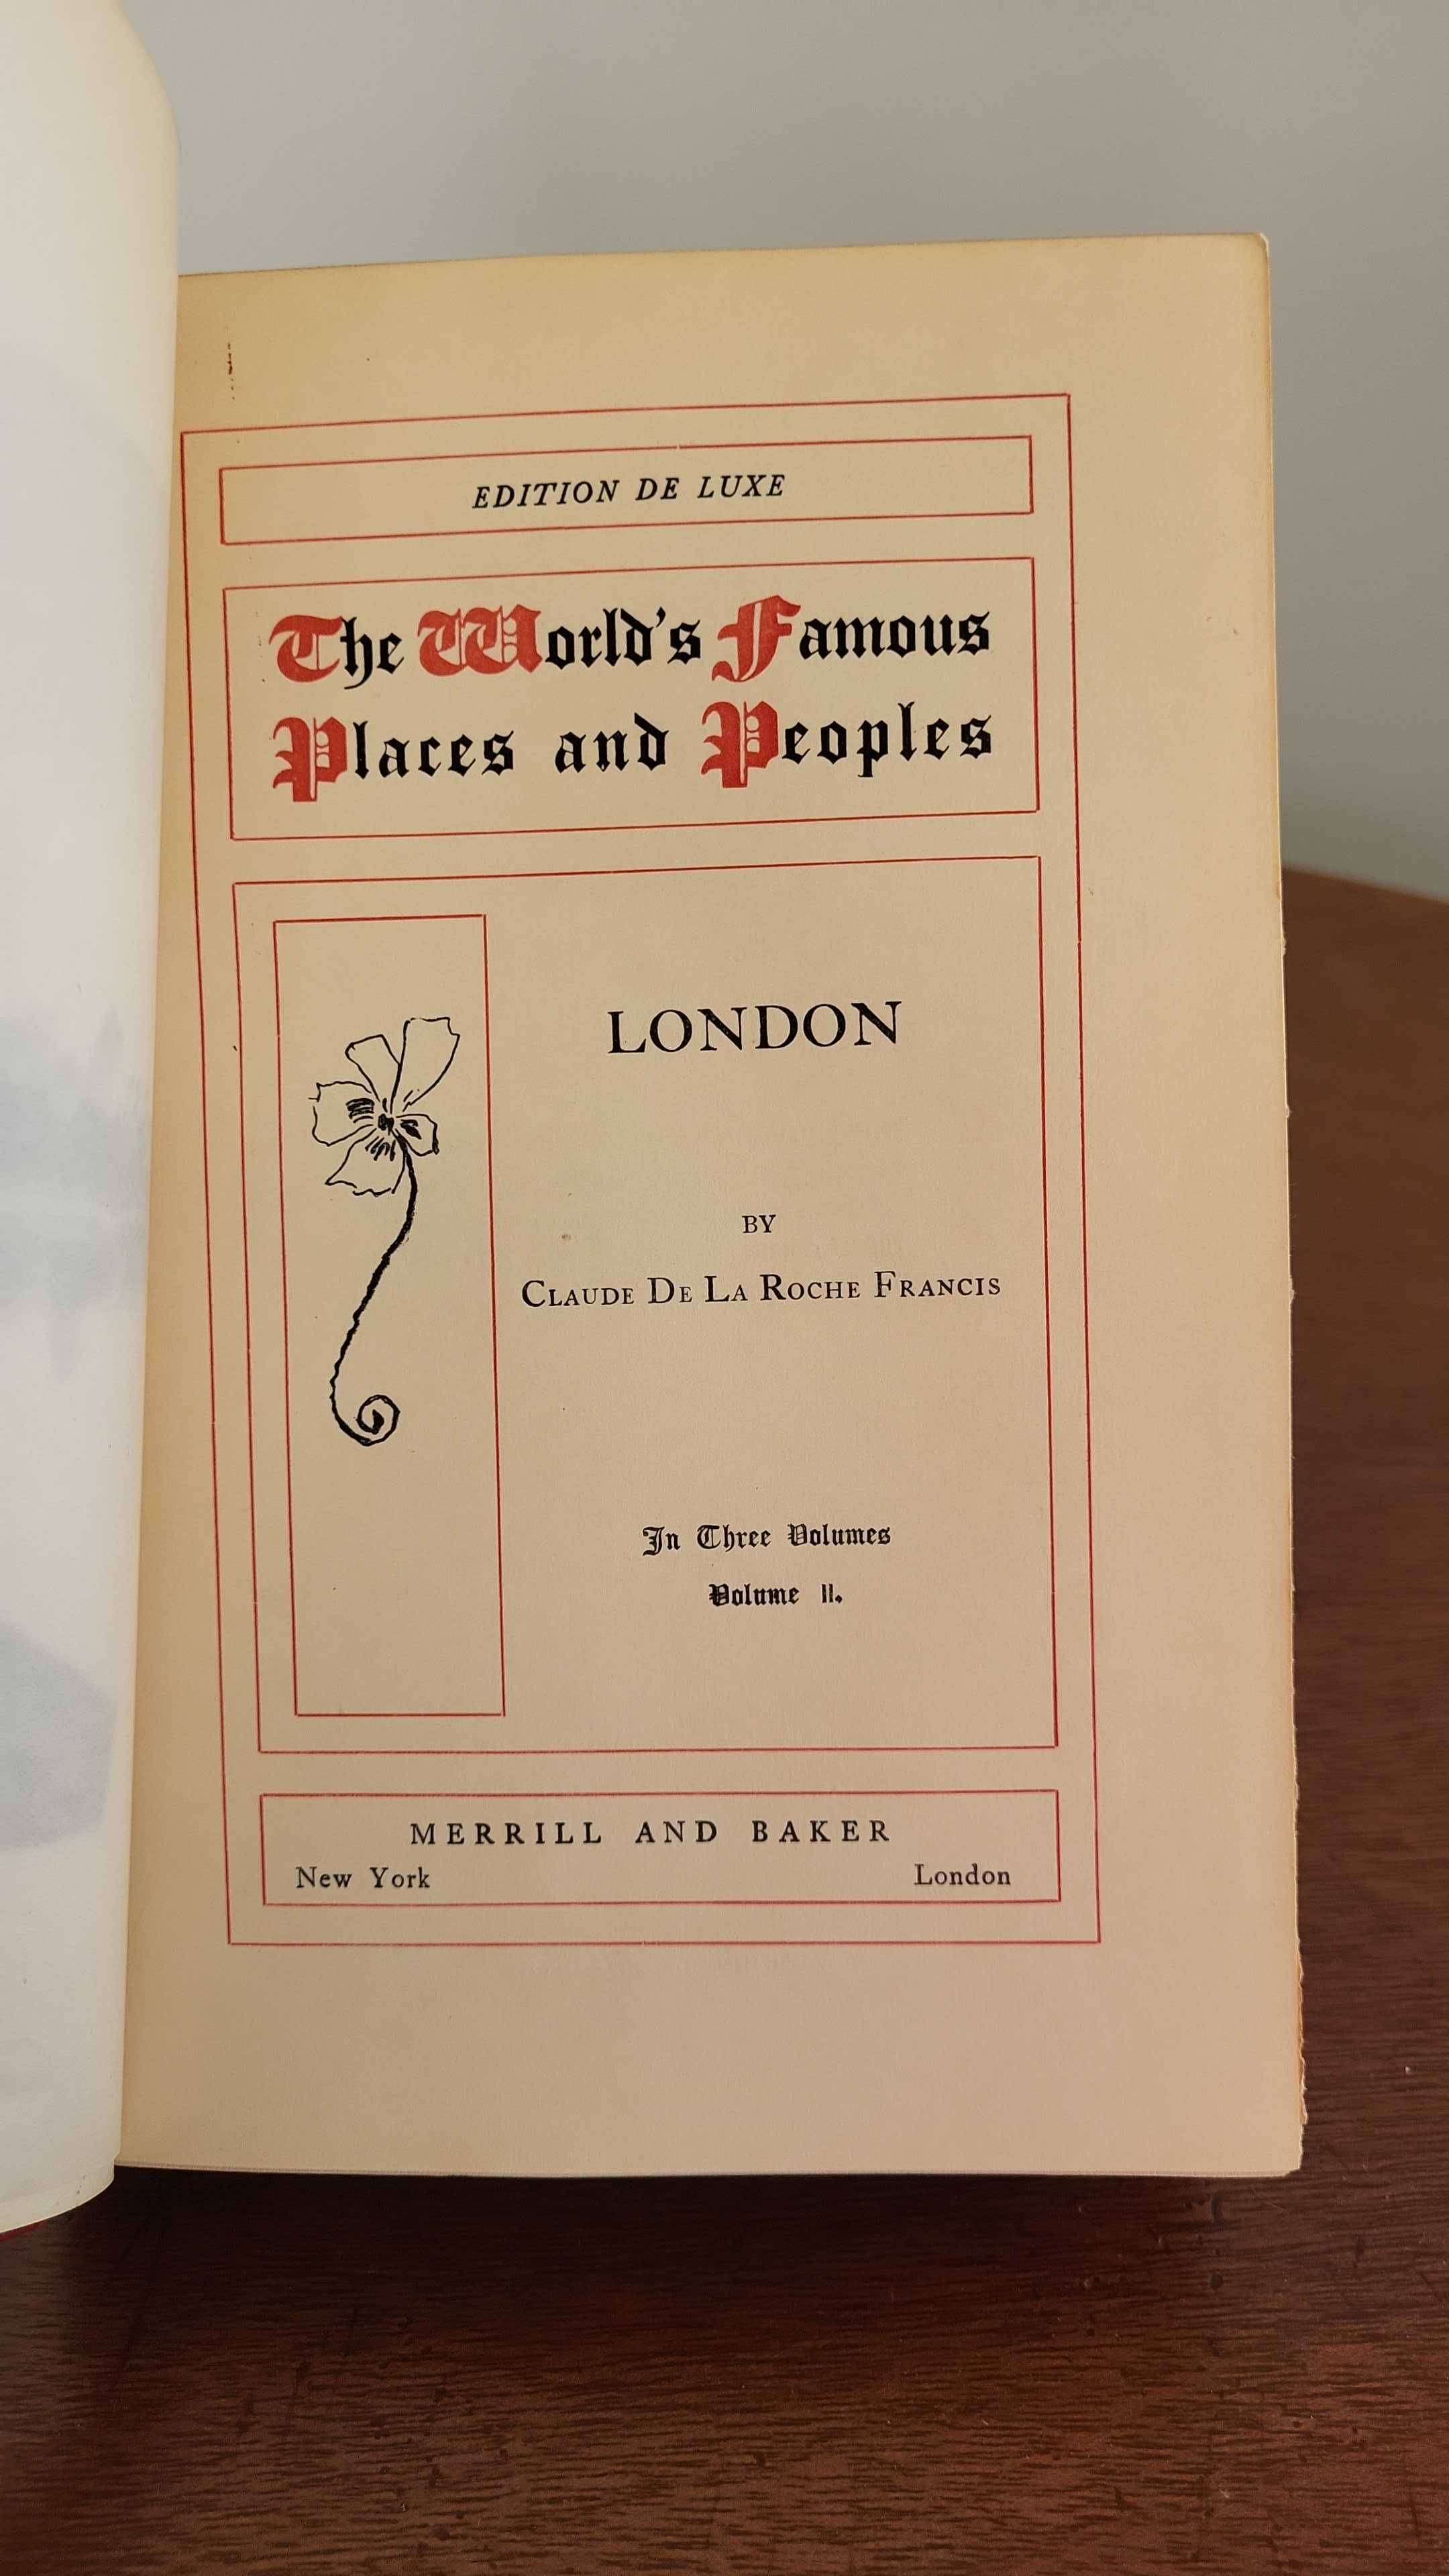 EDITION DE LUXE
The World's Famous
Places and Peoples
LONDON
BY
CLAUDE DE LA ROCHE FRANCIS
In Three Volumes
Volume II.
MERRILL AND BAKER
New York London